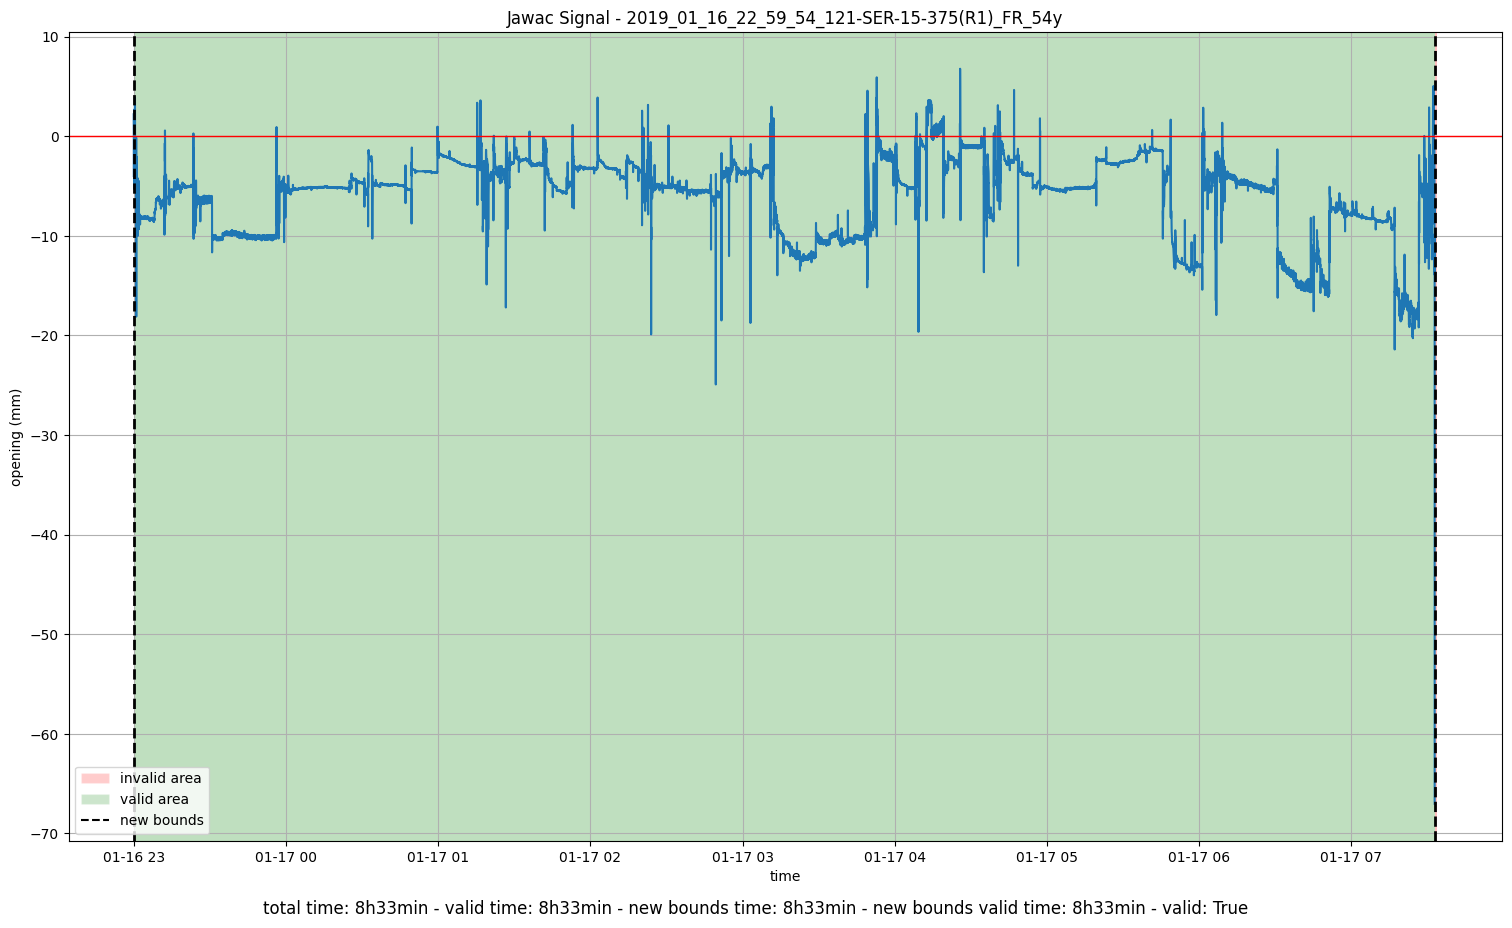 Jawac Signal - 2019_01_16_22_59_54_121-SER-15-375(R1)_FR_54y
10
0
−10
−20
−30
−40
−50
−60
−70
opening (mm)
invalid area
valid area
new bounds
01-16 23 01-17 00 01-17 01 01-17 02 01-17 03 01-17 04 01-17 05 01-17 06 01-17 07
time
total time: 8h33min - valid time: 8h33min - new bounds time: 8h33min - new bounds valid time: 8h33min - valid: True